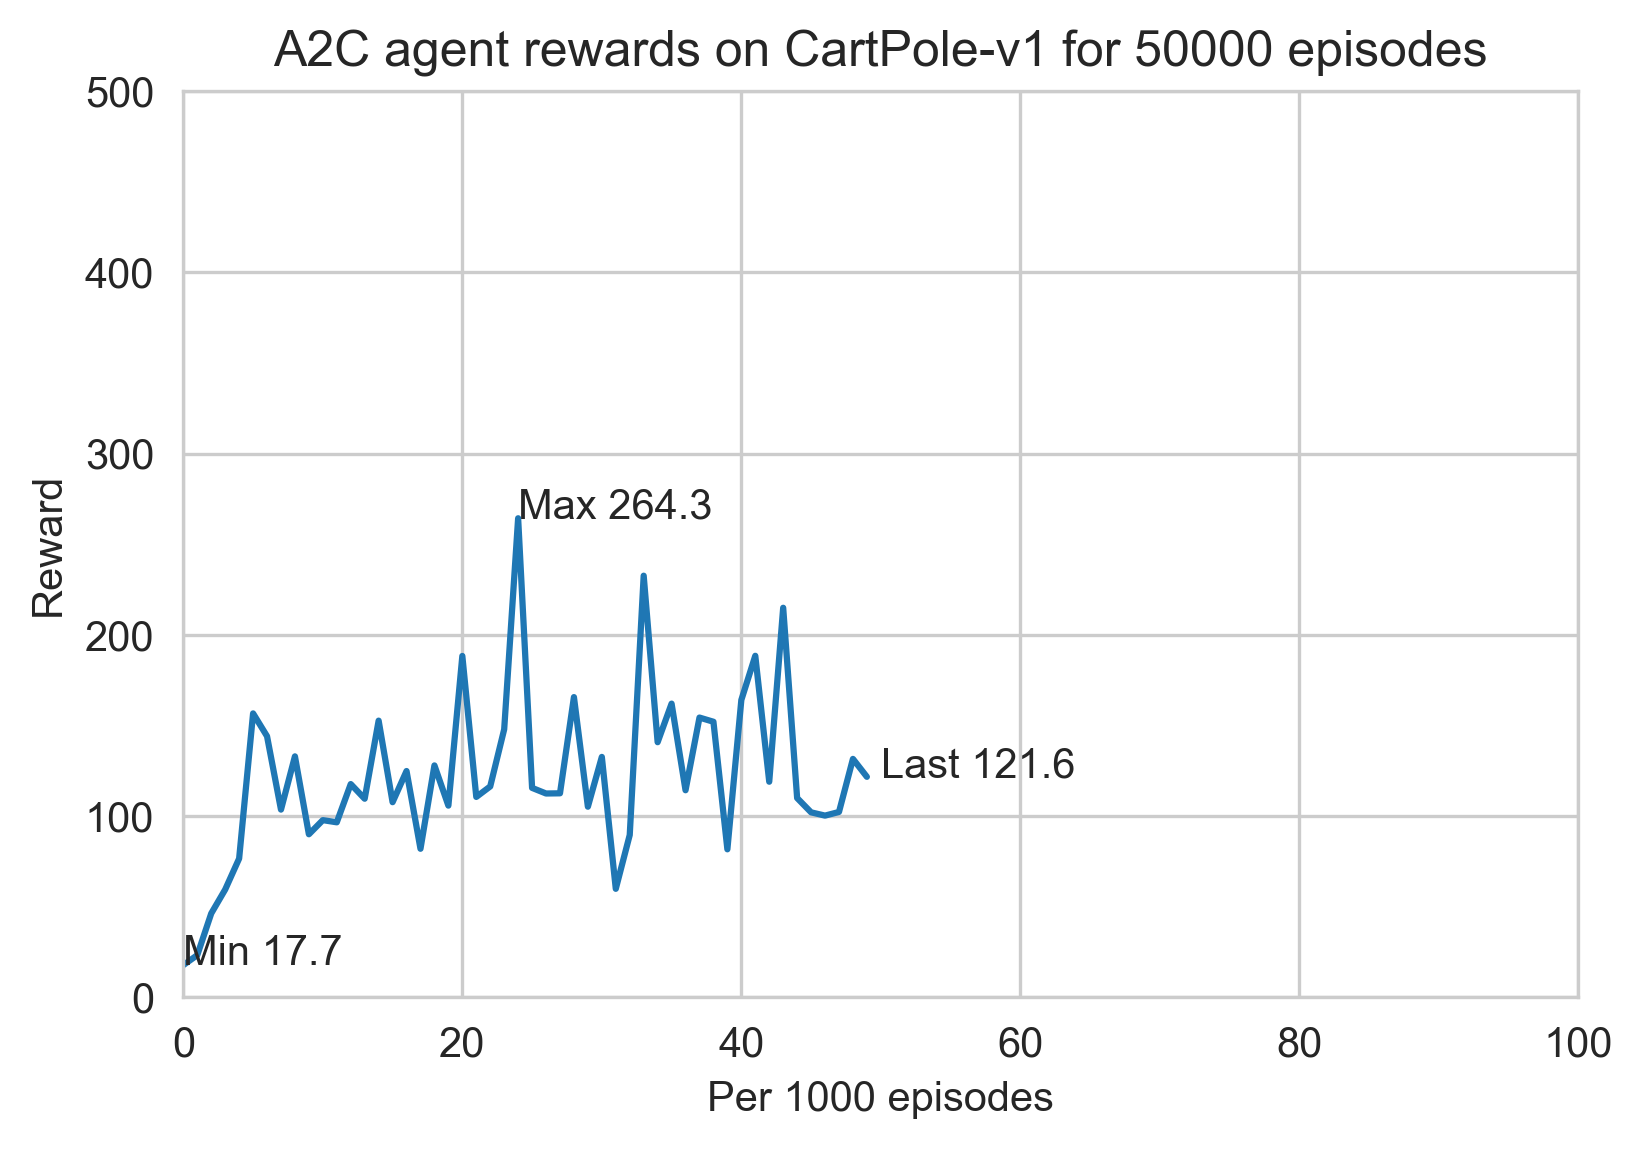 A2C agent rewards on CartPole-v1 for 50000 episodes
500
400
300
200
100
0
Reward
Max 264.3
Last 121.6
Min 17.7
0 20 40 60 80 100
Per 1000 episodes